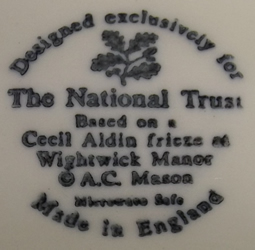 Designed exclusively for
The National Trust
Based on a
Cecil Aldin frieze at
Wightwick Manor
© A.C. Mason
Microwave Safe
Made in England